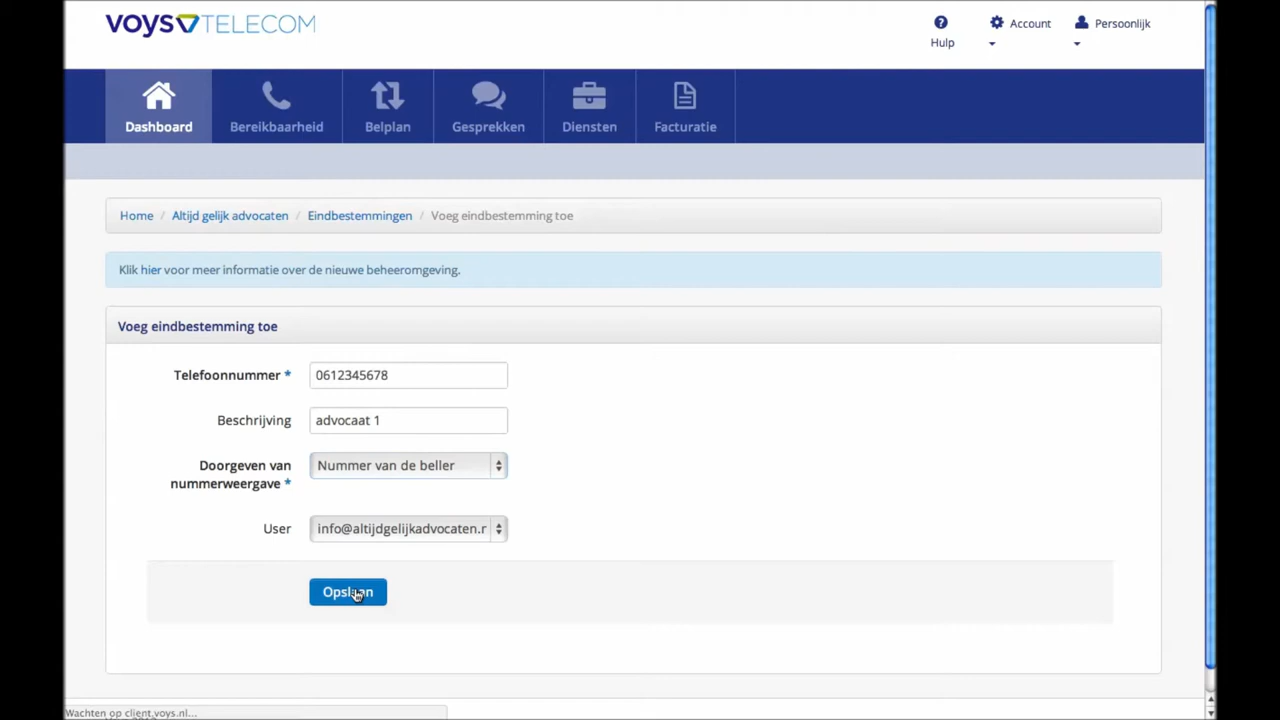 VOYS TELECOM
Hulp
Account
Persoonlijk
Dashboard
Bereikbaarheid
Belplan
Gesprekken
Diensten
Facturatie
Home / Altijd gelijk advocaten / Eindbestemmingen / Voeg eindbestemming toe
Klik hier voor meer informatie over de nieuwe beheeromgeving.
Voeg eindbestemming toe
Telefoonnummer * 0612345678
Beschrijving advocaat 1
Doorgeven van
nummerweergave * Nummer van de beller
User info@altijdgelijkadvocaten.r
Opslaan
Wachten op client.voys.nl...